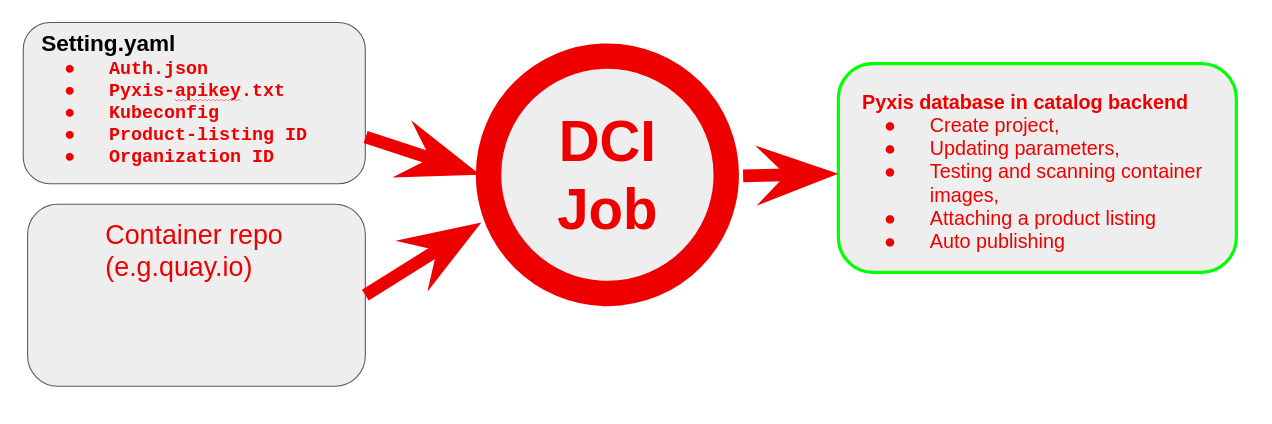 Setting.yaml
● Auth.json
● Pyxis-apikey.txt
● Kubeconfig
● Product-listing ID
● Organization ID
Container repo
(e.g.quay.io)
DCI
Job
Pyxis database in catalog backend
● Create project,
● Updating parameters,
● Testing and scanning container
images,
● Attaching a product listing
● Auto publishing